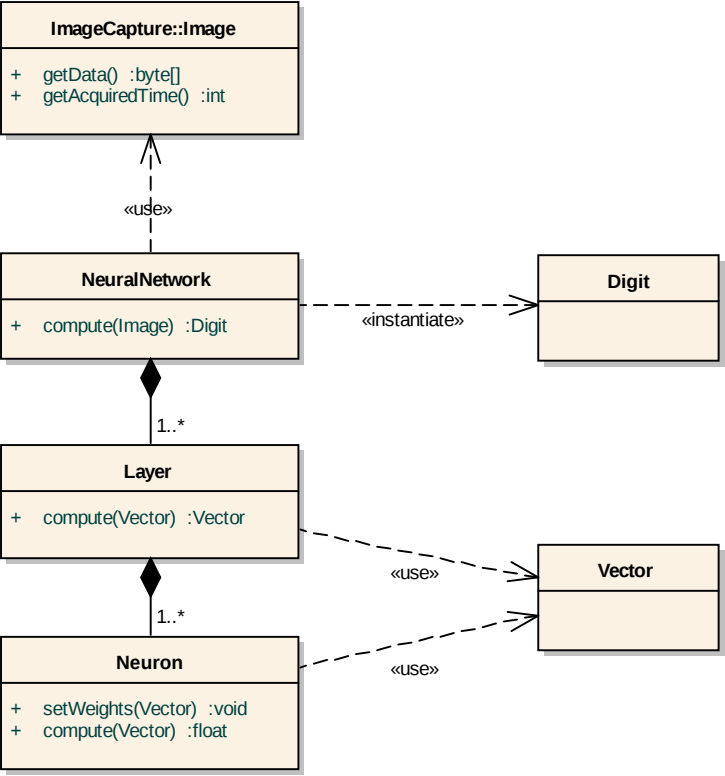 ImageCapture::Image
+ getData() :byte[]
+ getAcquiredTime() :int
«use»
NeuralNetwork
+ compute(Image) :Digit
«instantiate»
Digit
1..*
Layer
+ compute(Vector) :Vector
«use»
Vector
1..*
Neuron
+ setWeights(Vector) :void
+ compute(Vector) :float
«use»